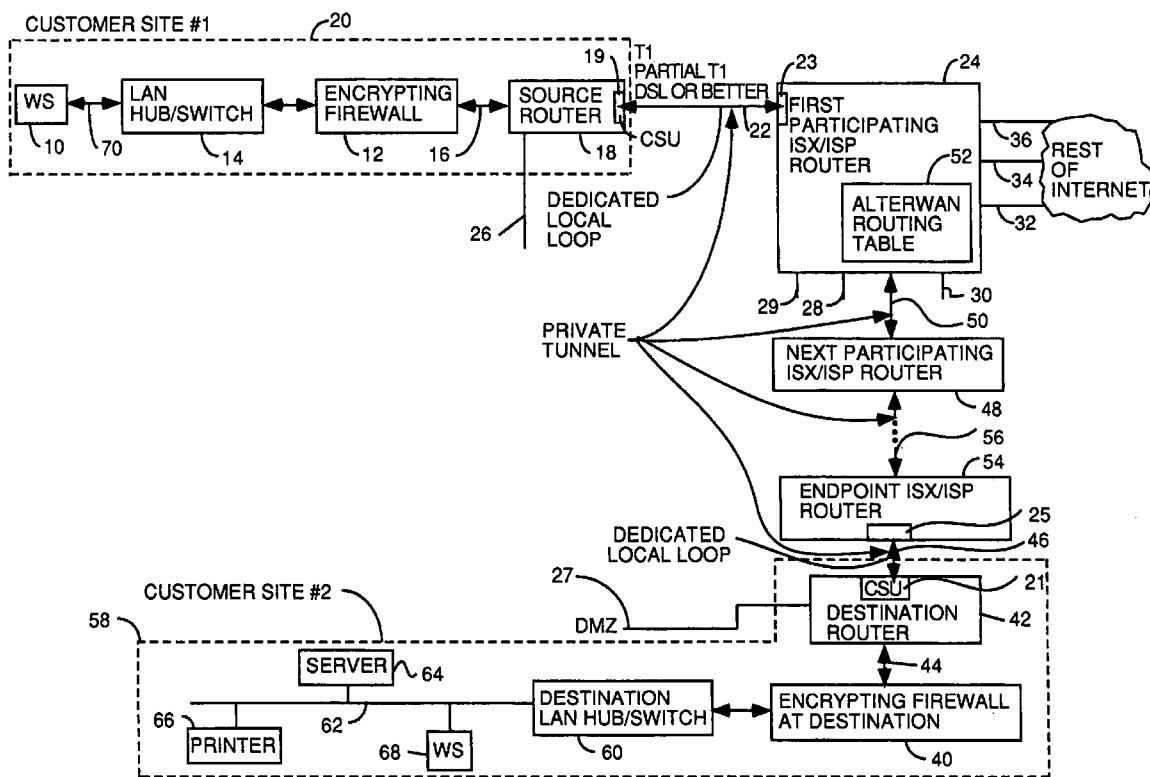 CUSTOMER SITE #1
20
WS
10
70
LAN
HUB/SWITCH
14
ENCRYPTING
FIREWALL
12
16
SOURCE
ROUTER
18
19
CSU
T1
PARTIAL T1
DSL OR BETTER
22
23
24
FIRST
PARTICIPATING
ISX/ISP
ROUTER
52
ALTERWAN
ROUTING
TABLE
36
34
32
REST
OF
INTERNET
26
DEDICATED
LOCAL
LOOP
29
28
30
50
PRIVATE
TUNNEL
NEXT PARTICIPATING
ISX/ISP ROUTER
48
56
54
ENDPOINT ISX/ISP
ROUTER
25
DEDICATED
LOCAL LOOP
46
CUSTOMER SITE #2
27
DMZ
CSU
21
DESTINATION
ROUTER
42
58
44
SERVER
64
62
66
PRINTER
68
WS
DESTINATION
LAN HUB/SWITCH
60
ENCRYPTING FIREWALL
AT DESTINATION
40